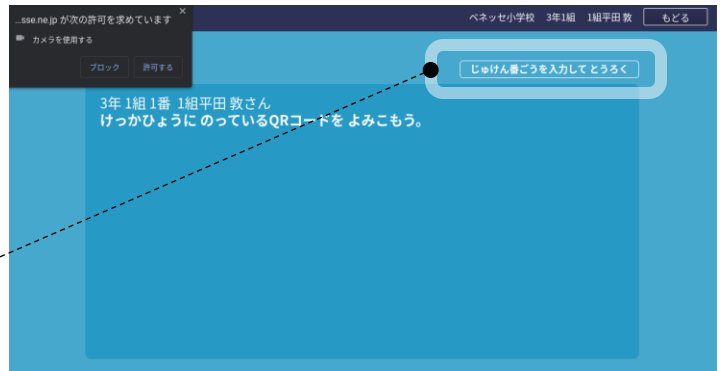 ...sse.ne.jp が次の許可を求めています
×
カメラを使用する
ブロック 許可する
ベネッセ小学校 3年1組 1組平田 敦 もどる
じゅけん番ごうを入力して とうろく
3年 1組 1番 1組平田 敦さん
けっかひょうに のっているQRコードを よみこもう。